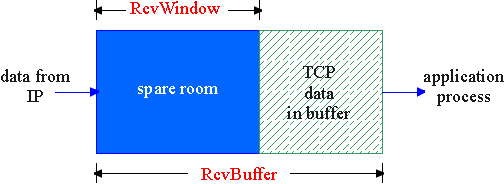 RcvWindow
data from
IP
spare room
TCP
data
in buffer
application
process
RcvBuffer